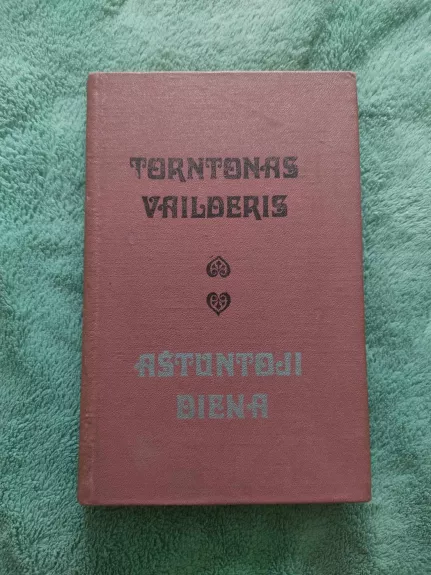 TORNTONAS
VAILDERIS
AŠTUNTOJI
DIENA